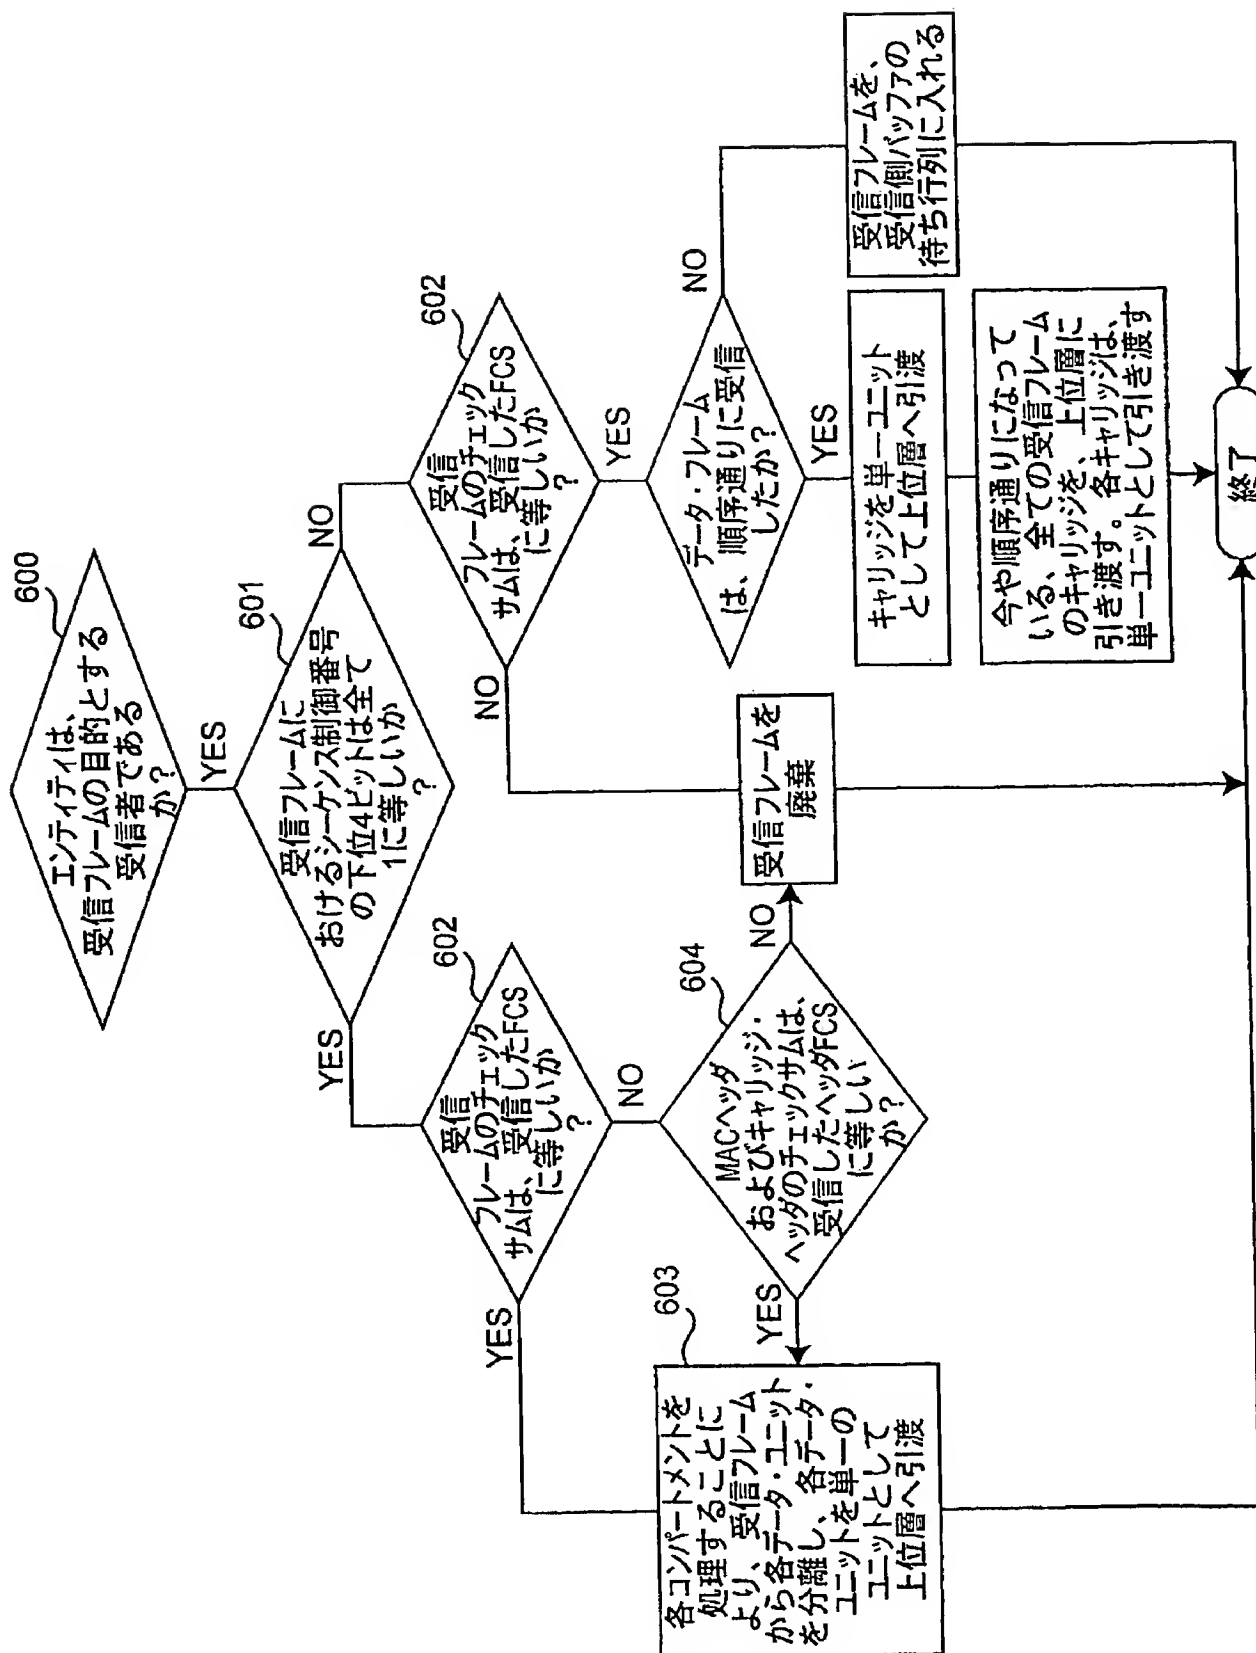 エンティティは、
受信フレームの目的とする
受信者である
か?
600
YES
受信フレームに
おけるシーケンス制御番号
の下位4ビットは全て
1に等しいか
?
601
YES
NO
受信
フレームのチェック
サムは、受信したFCS
に等しいか
?
602
YES
NO
受信
フレームのチェック
サムは、受信したFCS
に等しいか
?
602
NO
YES
MACヘッダ
およびキャリッジ・
ヘッダのチェックサムは、
受信したヘッダFCS
に等しい
か?
604
YES
NO
データ・フレーム
は、順序通りに受信
したか?
NO
YES
各コンパートメントを
処理することに
より、受信フレーム
から各データ・ユニット
を分離し、各データ・
ユニットを単一の
ユニットとして
上位層へ引渡
603
受信フレームを
廃棄
キャリッジを単一ユニット
として上位層へ引渡
受信フレームを、
受信側バッファの
待ち行列に入れる
今や順序通りになって
いる、全ての受信フレーム
のキャリッジを、上位層に
引き渡す。各キャリッジは、
単一ユニットとして引き渡す
終了